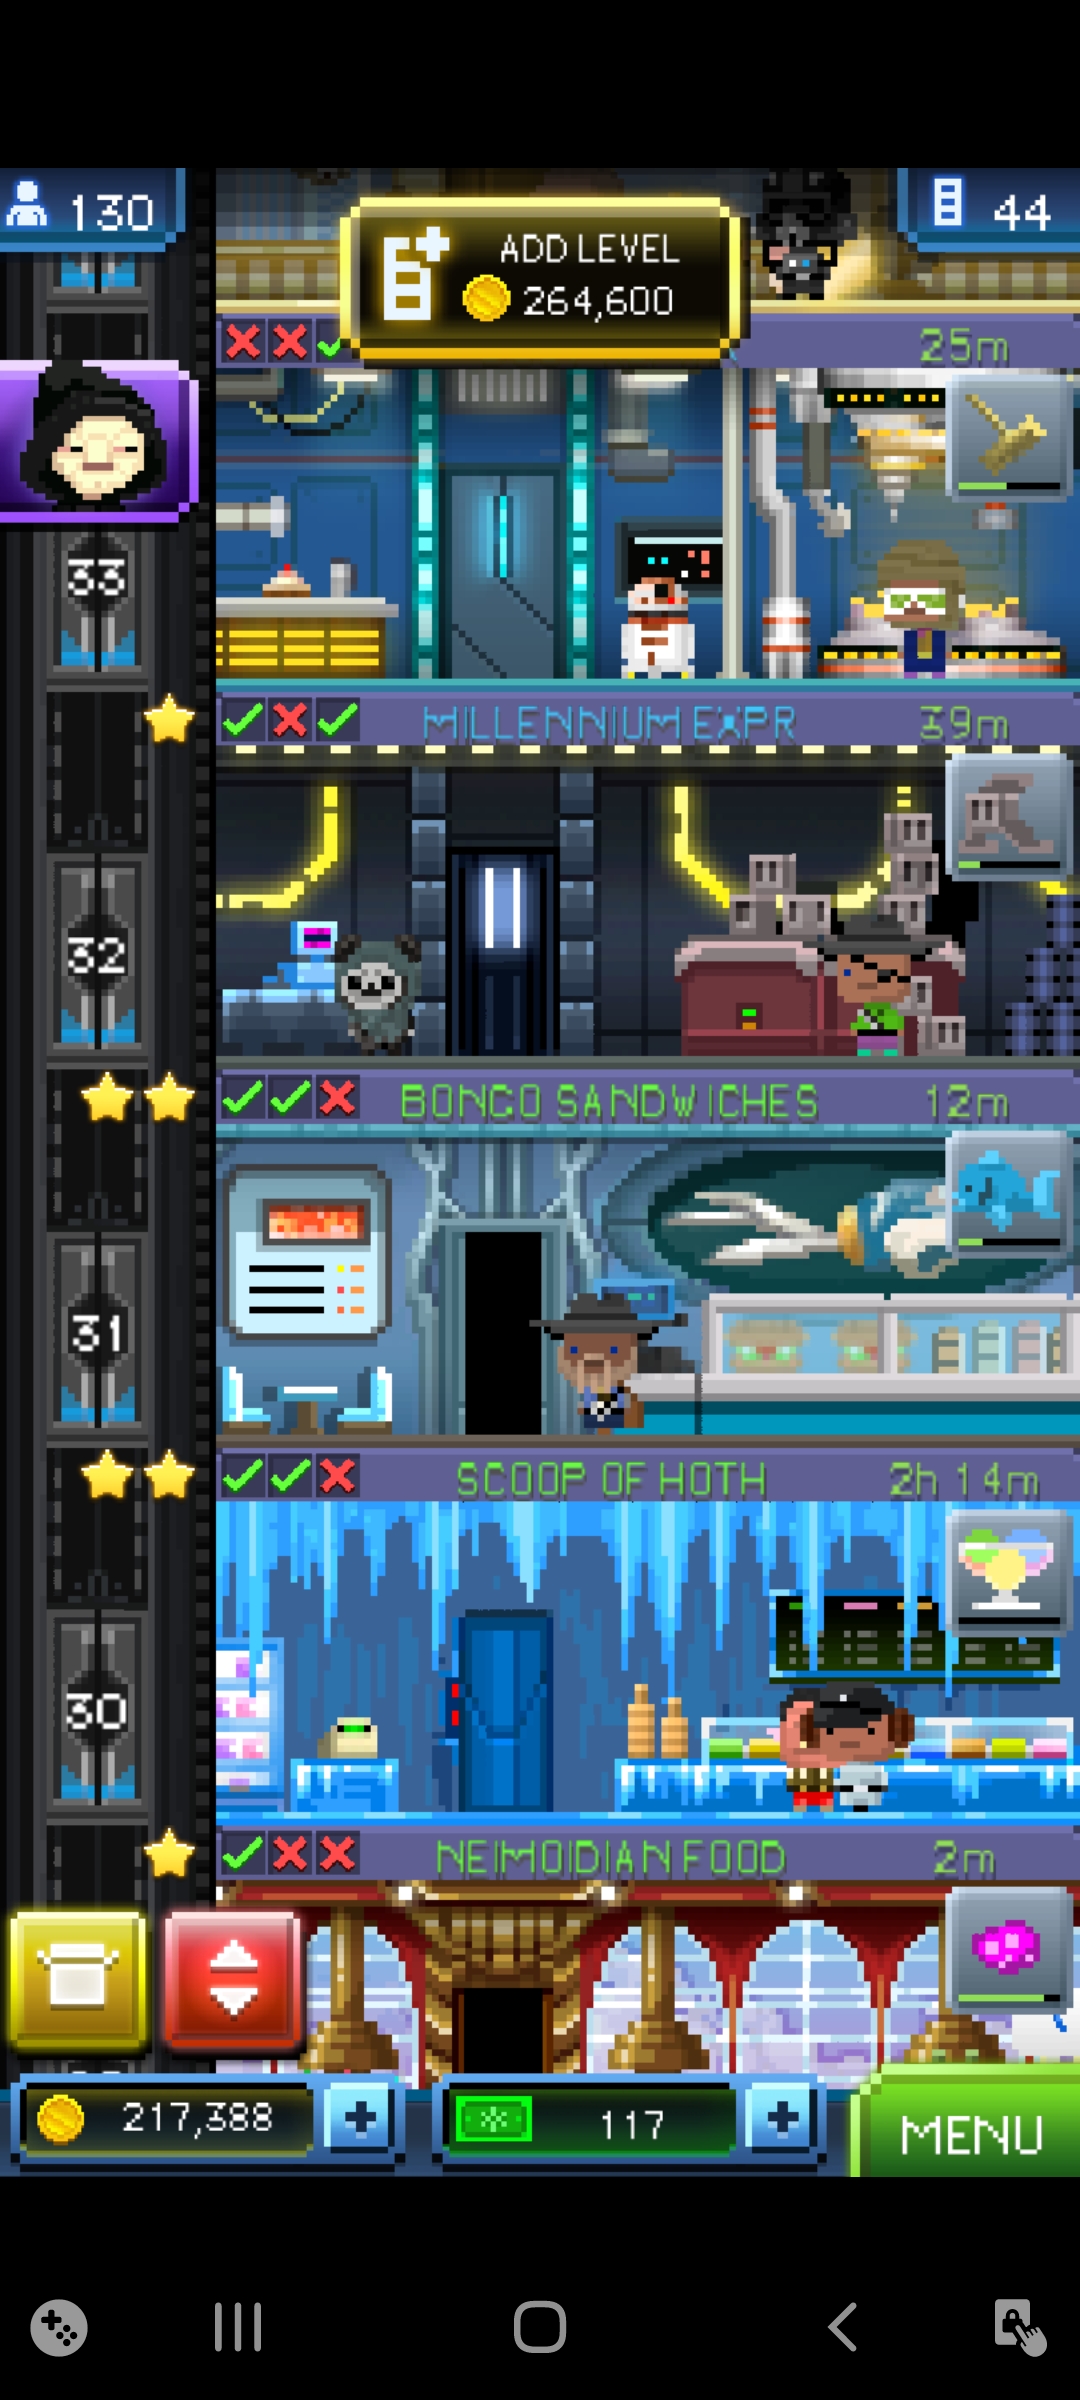 130
44
ADD LEVEL
264,600
25m
33
MILLENNIUM EXPR
39m
32
BONGO SANDWICHES
12m
31
SCOOP OF HOTH
2h 14m
30
NEIMOIDIAN FOOD
2m
217,388
117
MENU